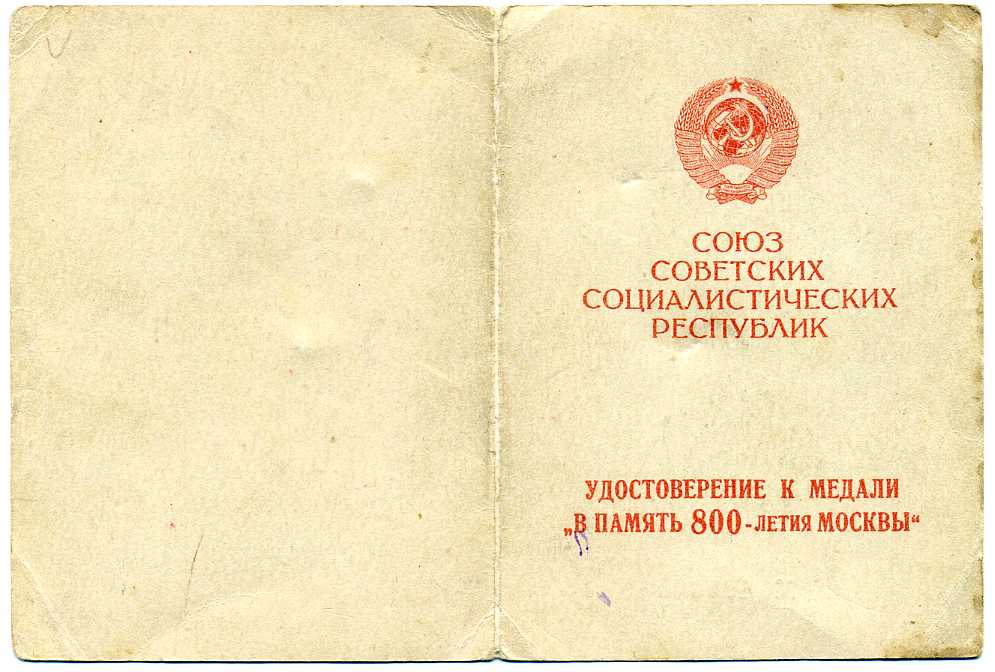 СОЮЗ
СОВЕТСКИХ
СОЦИАЛИСТИЧЕСКИХ
РЕСПУБЛИК
УДОСТОВЕРЕНИЕ К МЕДАЛИ
„В ПАМЯТЬ 800-ЛЕТИЯ МОСКВЫ“